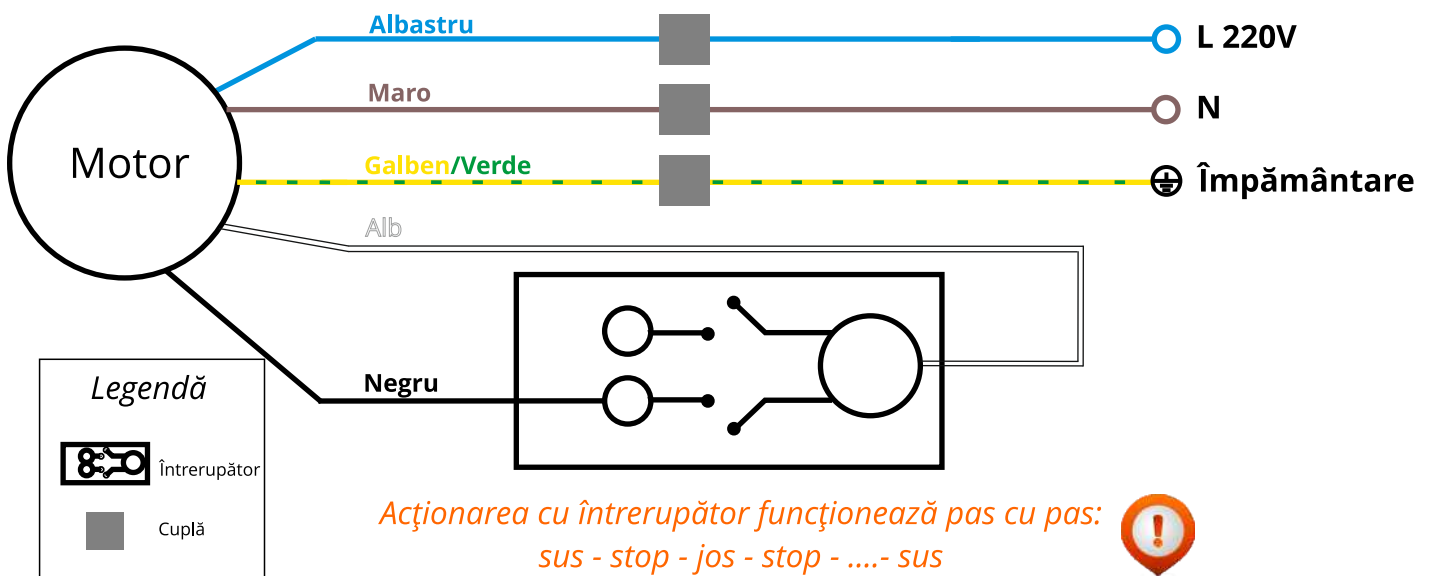 Albastru
L 220V
Maro
N
Motor
Galben/Verde
Împământare
Alb
Negru
Legendă
Întrerupător
Cuplă
Acţionarea cu întrerupător funcţionează pas cu pas:
sus - stop - jos - stop - ....- sus